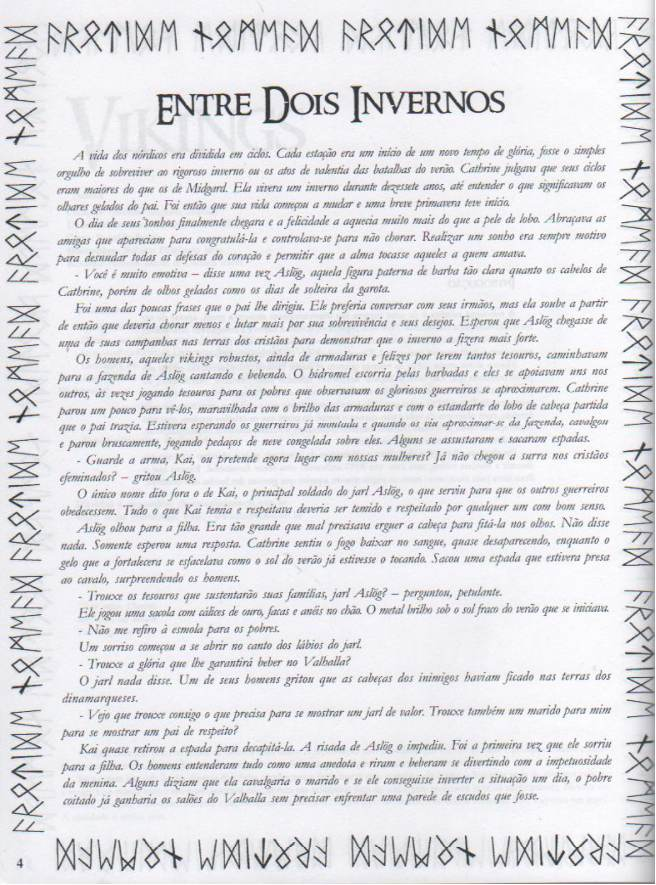 ENTRE DOIS INVERNOS
A vida dos nórdicos era dividida em ciclos. Cada estação era um início de um novo tempo de glória, fosse o simples
orgulho de sobreviver ao rigoroso inverno ou os atos de valentia das batalhas do verão. Cathrine julgava que seus ciclos
eram maiores do que os de Midgard. Ela vivera um inverno durante dezessete anos, até entender o que significavam os
olhares gelados do pai. Foi então que sua vida começou a mudar e uma breve primavera teve início.
O dia de seus sonhos finalmente chegara e a felicidade a aquecia muito mais do que a pele de lobo. Abraçava as
amigas que apareciam para congratulá-la e controlava-se para não chorar. Realizar um sonho era sempre motivo
para desnudar todas as defesas do coração e permitir que a alma tocasse aqueles a quem amava.
- Você é muito emotiva – disse uma vez Aslög, aquela figura paterna de barba tão clara quanto os cabelos de
Cathrine, porém de olhos gelados como os dias de solteira da garota.
Foi uma das poucas frases que o pai lhe dirigiu. Ele preferia conversar com seus irmãos, mas ela soube a partir
de então que deveria chorar menos e lutar mais por sua sobrevivência e seus desejos. Esperou que Aslög chegasse de
uma de suas campanhas nas terras dos cristãos para demonstrar que o inverno a fizera mais forte.
Os homens, aqueles vikings robustos, ainda de armaduras e felizes por terem tantos tesouros, caminhavam
para a fazenda de Aslög cantando e bebendo. O hidromel escorria pelas barbadas e eles se apoiavam uns nos
outros, às vezes jogando tesouros para os pobres que observavam os gloriosos guerreiros se aproximarem. Cathrine
parou um pouco para vê-los, maravilhada com o brilho das armaduras e com o estandarte do lobo de cabeça partida
que o pai trazia. Estivera esperando os guerreiros já montada e quando os viu aproximar-se da fazenda, cavalgou
e parou bruscamente, jogando pedaços de neve congelada sobre eles. Alguns se assustaram e sacaram espadas.
- Guarde a arma, Kai, ou pretende agora lugar com nossas mulheres? Já não chegou a surra nos cristãos
efeminados? – gritou Aslög.
O único nome dito fora o de Kai, o principal soldado do jarl Aslög, o que serviu para que os outros guerreiros
obedecessem. Tudo o que Kai temia e respeitava deveria ser temido e respeitado por qualquer um com bom senso.
Aslög olhou para a filha. Era tão grande que mal precisava erguer a cabeça para fitá-la nos olhos. Não disse
nada. Somente esperou uma resposta. Cathrine sentiu o fogo baixar no sangue, quase desaparecendo, enquanto o
gelo que a fortalecera se esfacelava como o sol do verão já estivesse o tocando. Sacou uma espada que estivera presa
ao cavalo, surpreendendo os homens.
- Trouxe os tesouros que sustentarão suas famílias, jarl Aslög? – perguntou, petulante.
Ele jogou uma sacola com cálices de ouro, facas e anéis no chão. O metal brilho sob o sol fraco do verão que se iniciava.
- Não me refiro à esmola para os pobres.
Um sorriso começou a se abrir no canto dos lábios do jarl.
- Trouxe a glória que lhe garantirá beber no Valhalla?
O jarl nada disse. Um de seus homens gritou que as cabeças dos inimigos haviam ficado nas terras dos
dinamarqueses.
- Vejo que trouxe consigo o que precisa para se mostrar um jarl de valor. Trouxe também um marido para mim
para se mostrar um pai de respeito?
Kai quase retirou a espada para decapitá-la. A risada de Aslög o impediu. Foi a primeira vez que ele sorriu
para a filha. Os homens entenderam tudo como uma anedota e riram e beberam se divertindo com a impetuosidade
da menina. Alguns diziam que ela cavalgaria o marido e se ele conseguisse inverter a situação um dia, o pobre
coitado já ganharia os salões do Valhalla sem precisar enfrentar uma parede de escudos que fosse.
4